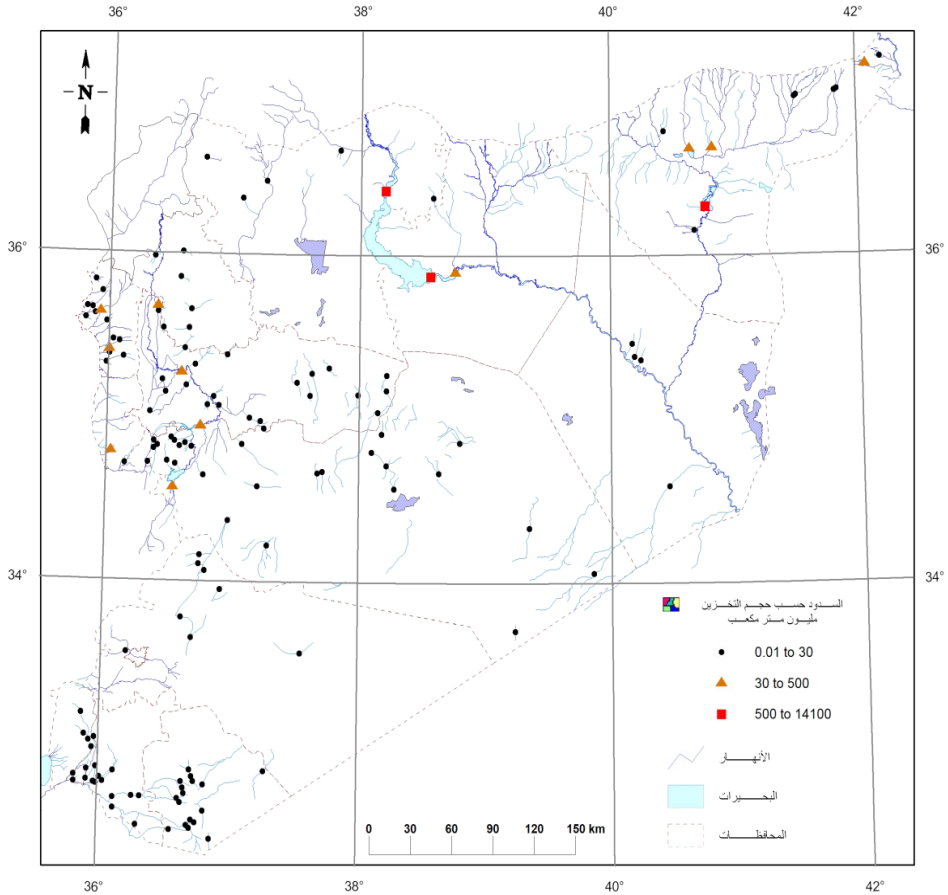 36°
38°
40°
42°
N
36°
36°
34°
34°
السدود حسب حجم التخزين
مليون متر مكعب
0.01 to 30
30 to 500
500 to 14100
الأنهار
البحيرات
المحافظات
0 30 60 90 120 150 km
36°
38°
40°
42°